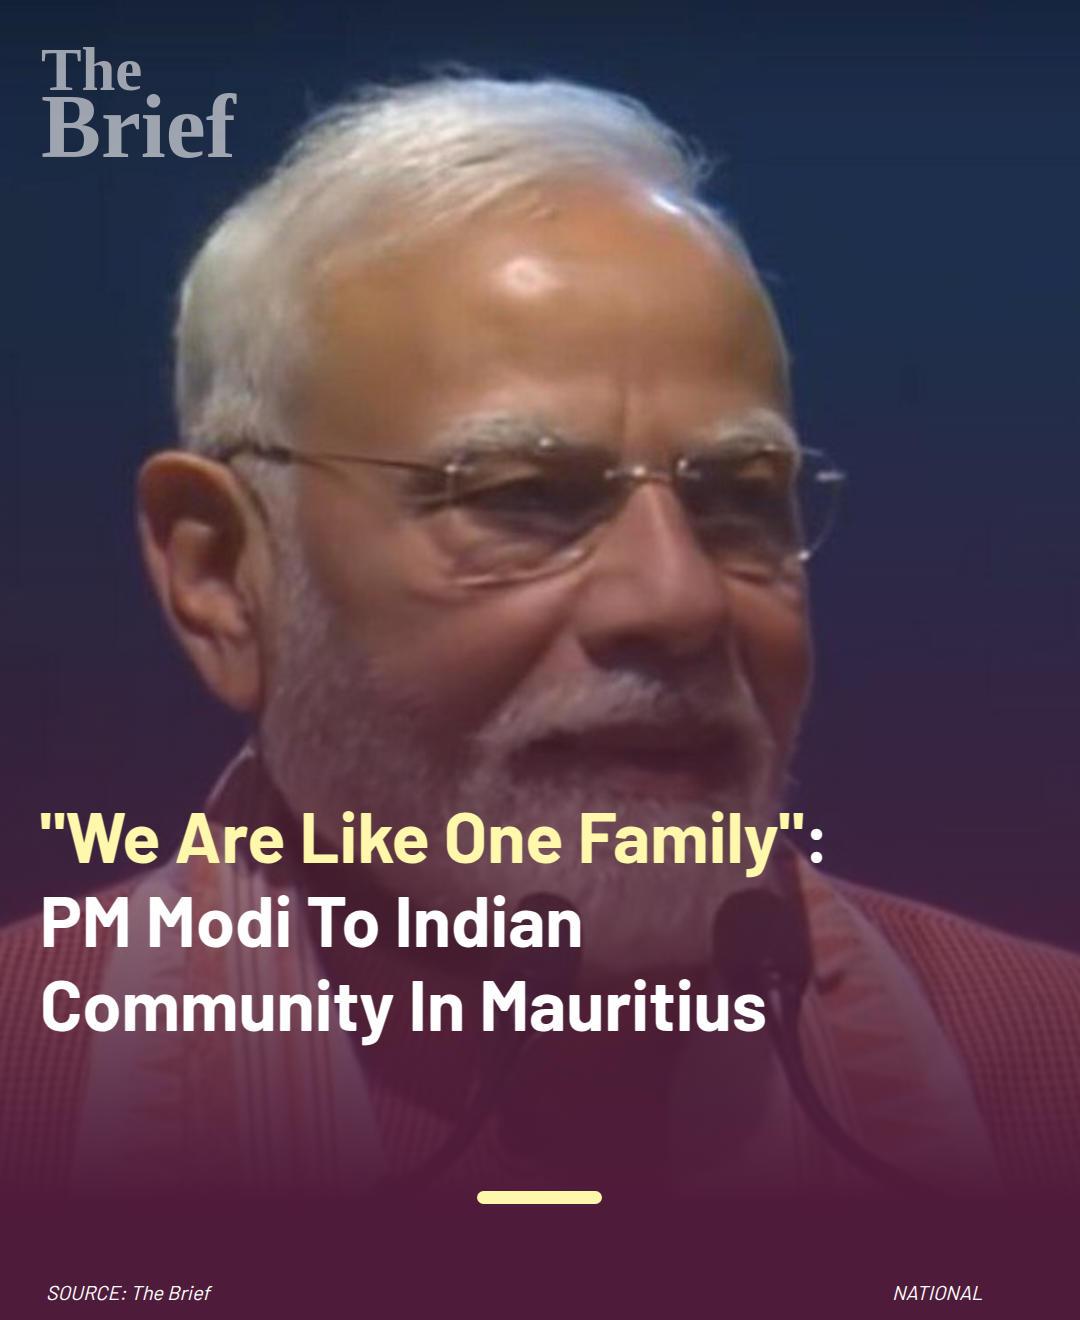 The
Brief
"We Are Like One Family":
PM Modi To Indian
Community In Mauritius
SOURCE: The Brief
NATIONAL